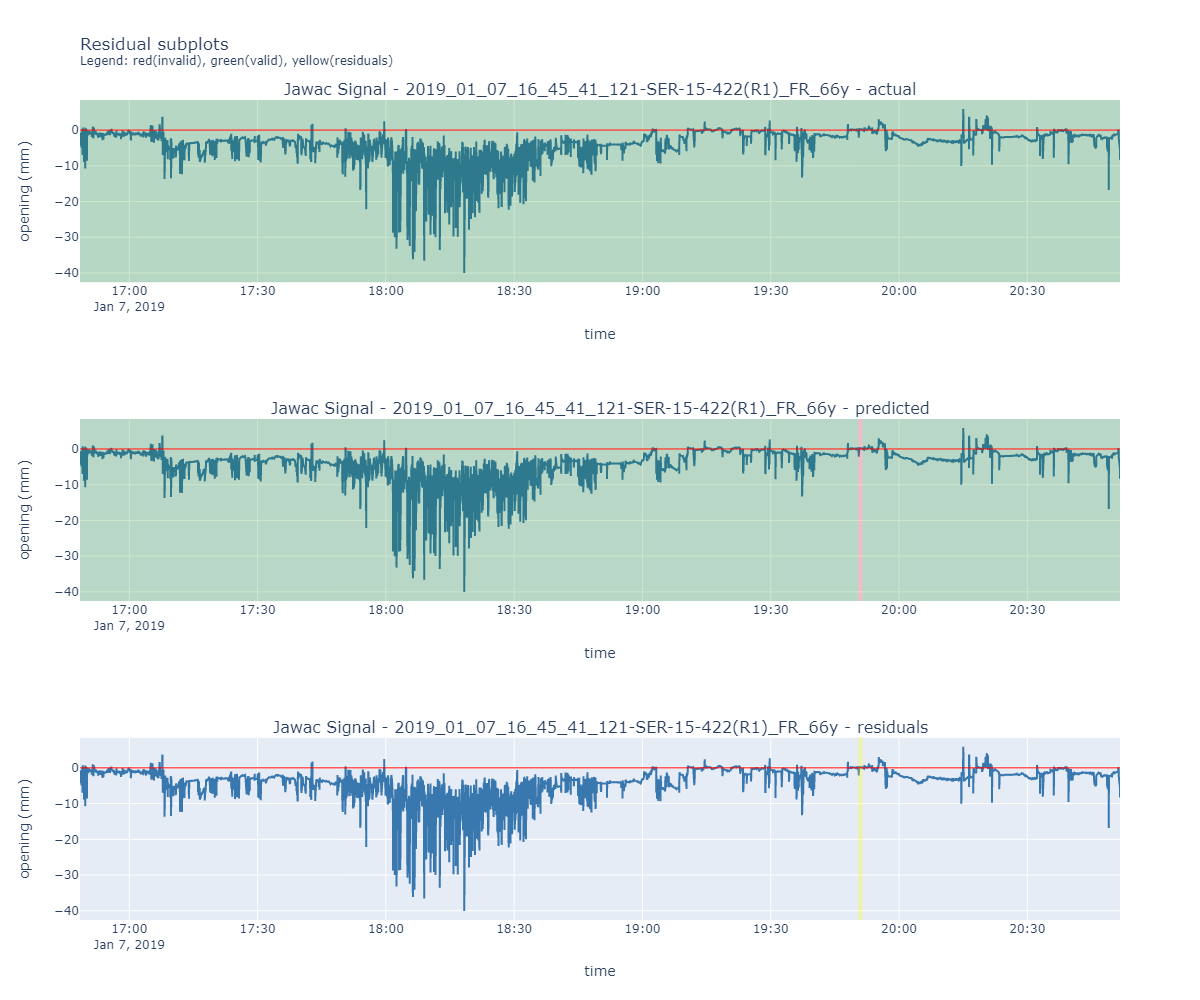 Residual subplots
Legend: red(invalid), green(valid), yellow(residuals)
Jawac Signal - 2019_01_07_16_45_41_121-SER-15-422(R1)_FR_66y - actual
opening (mm)
0
−10
−20
−30
−40
17:00 17:30 18:00 18:30 19:00 19:30 20:00 20:30
Jan 7, 2019
time
Jawac Signal - 2019_01_07_16_45_41_121-SER-15-422(R1)_FR_66y - predicted
opening (mm)
0
−10
−20
−30
−40
17:00 17:30 18:00 18:30 19:00 19:30 20:00 20:30
Jan 7, 2019
time
Jawac Signal - 2019_01_07_16_45_41_121-SER-15-422(R1)_FR_66y - residuals
opening (mm)
0
−10
−20
−30
−40
17:00 17:30 18:00 18:30 19:00 19:30 20:00 20:30
Jan 7, 2019
time